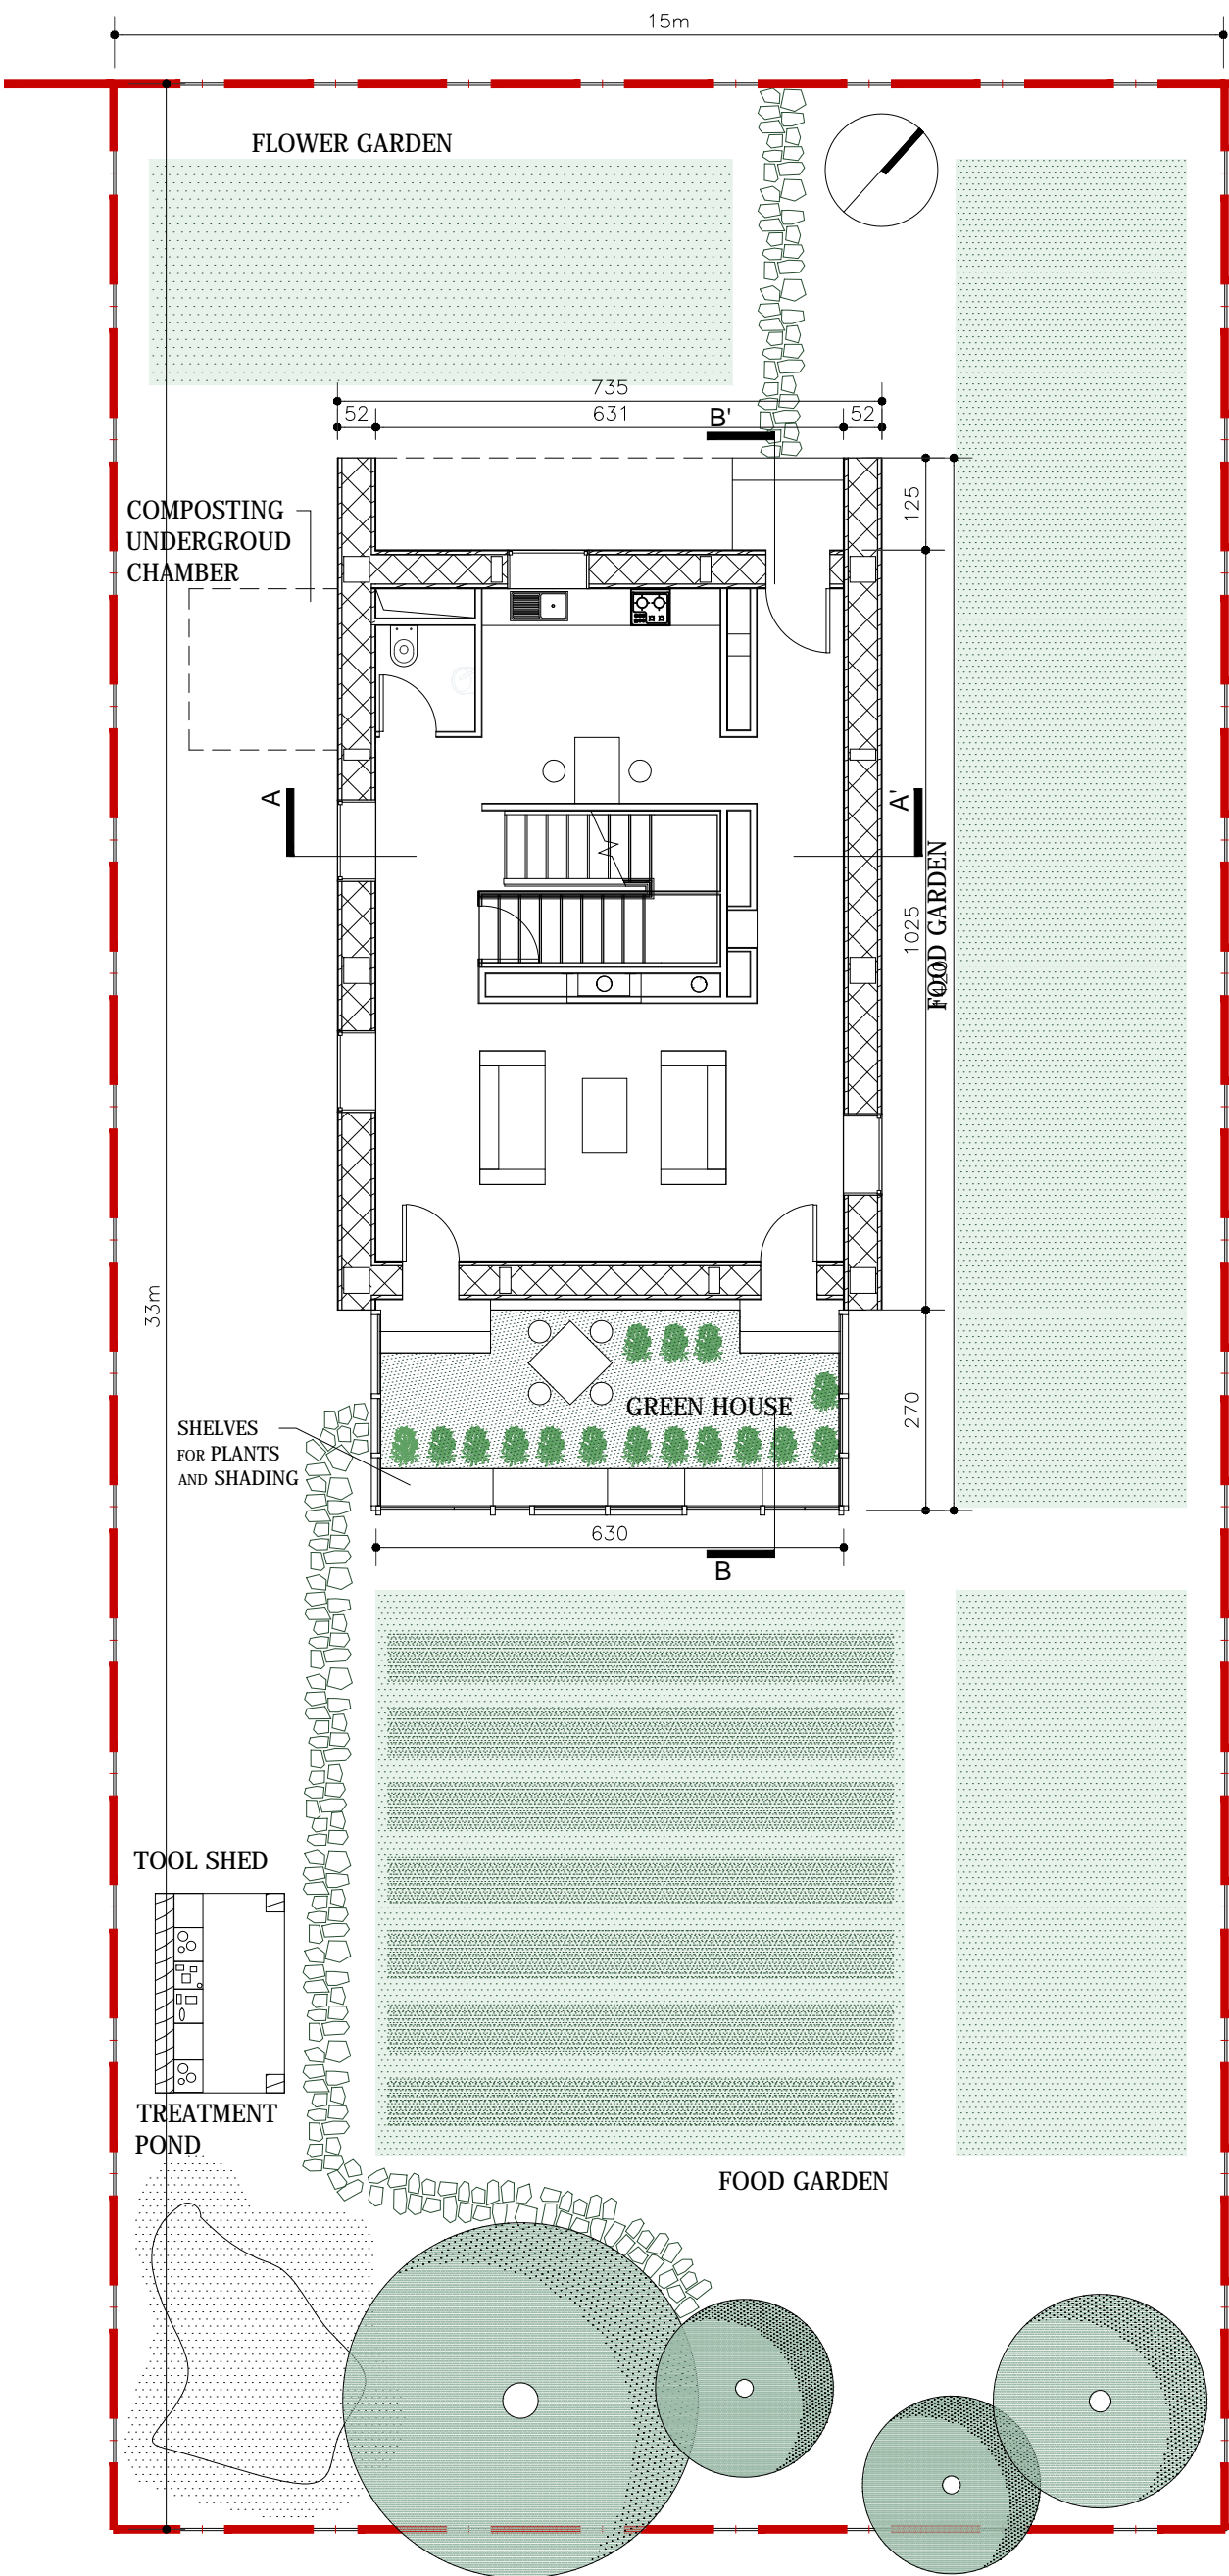 15m
FLOWER GARDEN
735
52
631
52
B'
COMPOSTING
UNDERGROUD
CHAMBER
125
A
A'
FOOD GARDEN
1025
33m
GREEN HOUSE
270
SHELVES
FOR PLANTS
AND SHADING
630
B
TOOL SHED
TREATMENT
POND
FOOD GARDEN